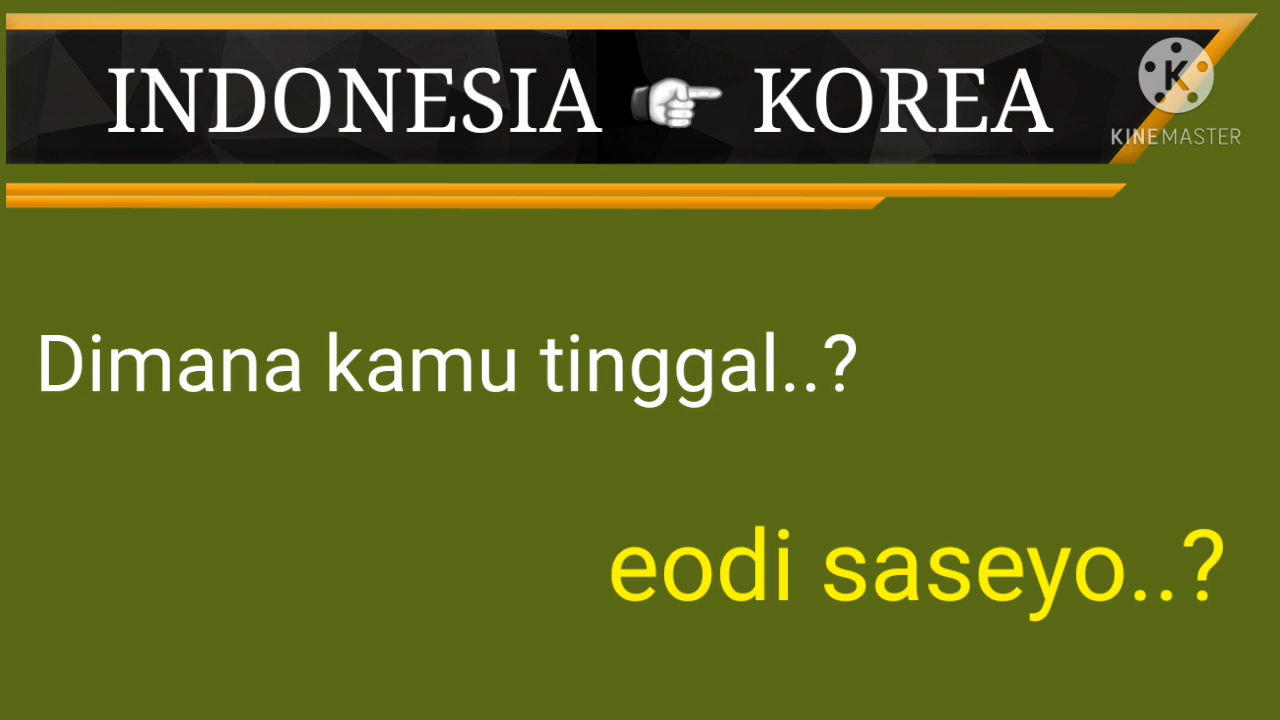 INDONESIA 👉 KOREA
KINEMASTER
Dimana kamu tinggal..?
eodi saseyo..?